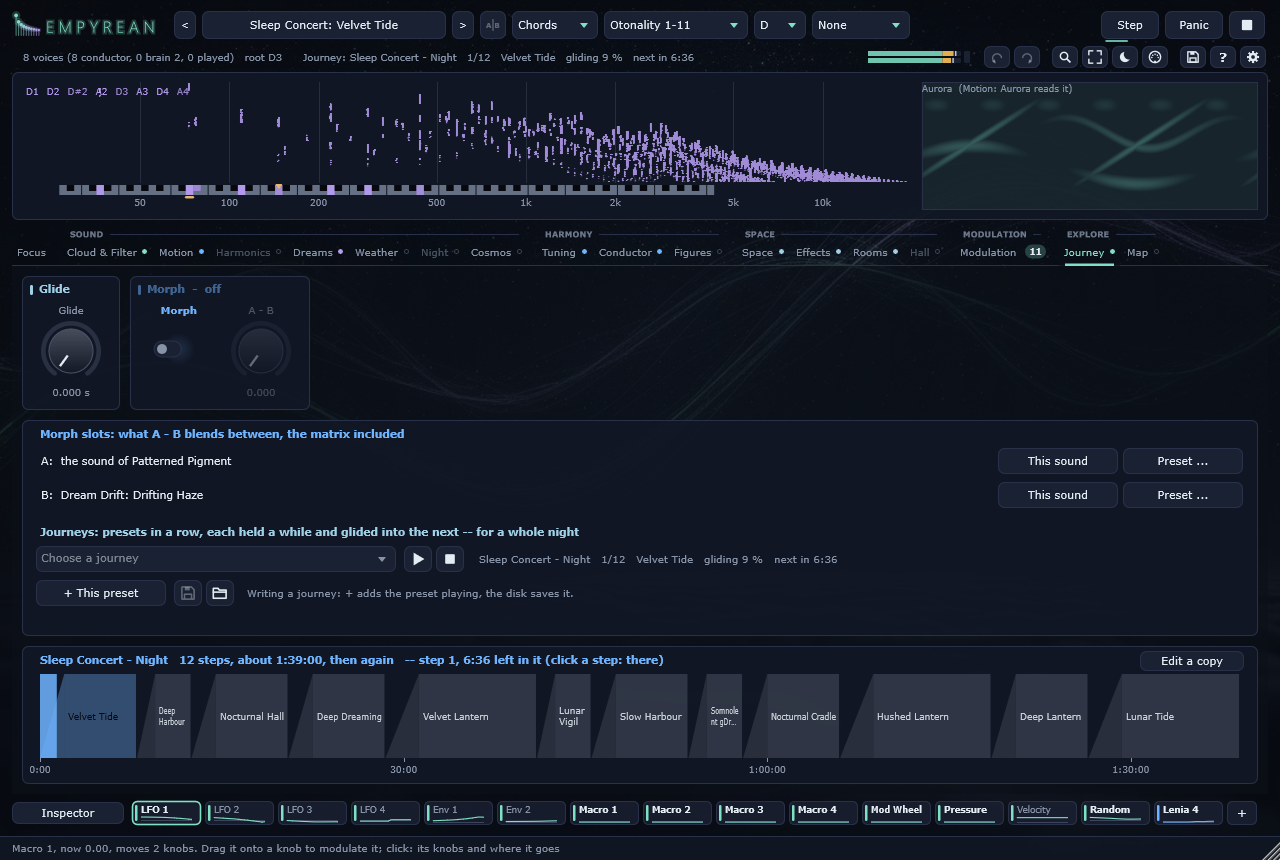 EMPYREAN < Sleep Concert: Velvet Tide > A|B Chords Otonality 1-11 D None Step Panic
8 voices (8 conductor, 0 brain 2, 0 played) root D3 Journey: Sleep Concert - Night 1/12 Velvet Tide gliding 9 % next in 6:36 ?
D1 D2 D#2 A2 D3 A3 D4 A4 Aurora (Motion: Aurora reads it)
50 100 200 500 1k 2k 5k 10k
SOUND HARMONY SPACE MODULATION EXPLORE
Focus Cloud & Filter Motion Harmonics Dreams Weather Night Cosmos Tuning Conductor Figures Space Effects Rooms Hall Modulation 11 Journey Map
Glide Morph - off
Glide Morph A - B
0.000 s 0.000
Morph slots: what A - B blends between, the matrix included
A: the sound of Patterned Pigment This sound Preset ...
B: Dream Drift: Drifting Haze This sound Preset ...
Journeys: presets in a row, each held a while and glided into the next -- for a whole night
Choose a journey Sleep Concert - Night 1/12 Velvet Tide gliding 9 % next in 6:36
+ This preset Writing a journey: + adds the preset playing, the disk saves it.
Sleep Concert - Night 12 steps, about 1:39:00, then again -- step 1, 6:36 left in it (click a step: there) Edit a copy
Velvet Tide Deep Harbour Nocturnal Hall Deep Dreaming Velvet Lantern Lunar Vigil Slow Harbour Somnole nt gDr... Nocturnal Cradle Hushed Lantern Deep Lantern Lunar Tide
0:00 30:00 1:00:00 1:30:00
Inspector LFO 1 LFO 2 LFO 3 LFO 4 Env 1 Env 2 Macro 1 Macro 2 Macro 3 Macro 4 Mod Wheel Pressure Velocity Random Lenia 4 +
Macro 1, now 0.00, moves 2 knobs. Drag it onto a knob to modulate it; click: its knobs and where it goes